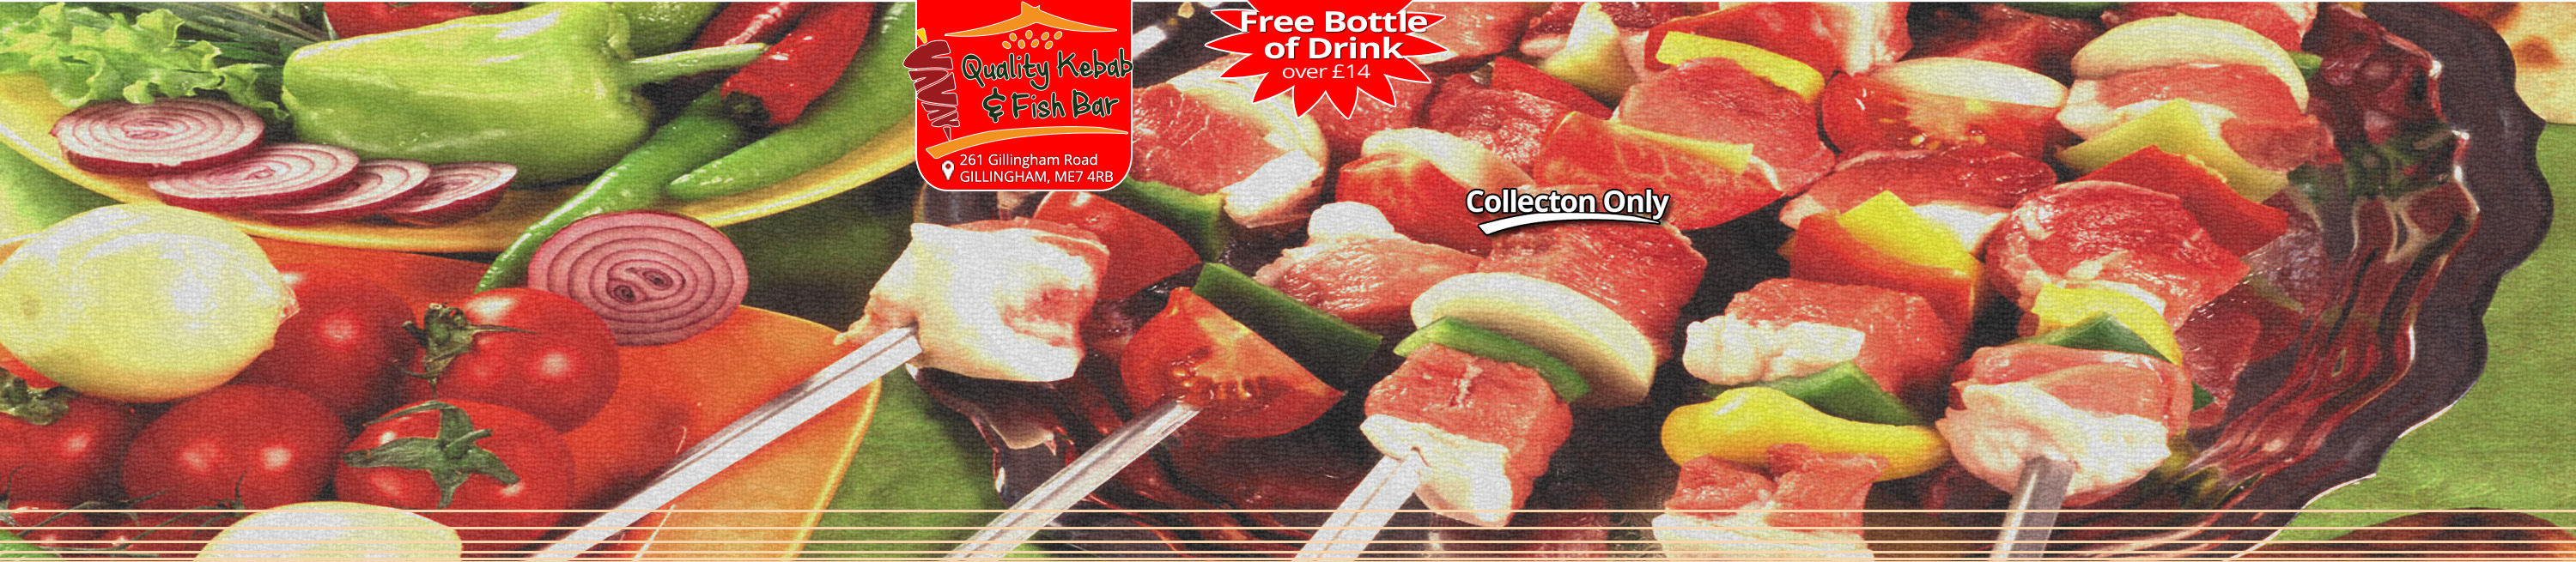 Quality Kebab
& Fish Bar
261 Gillingham Road
GILLINGHAM, ME7 4RB
Free Bottle
of Drink
over £14
Collecton Only